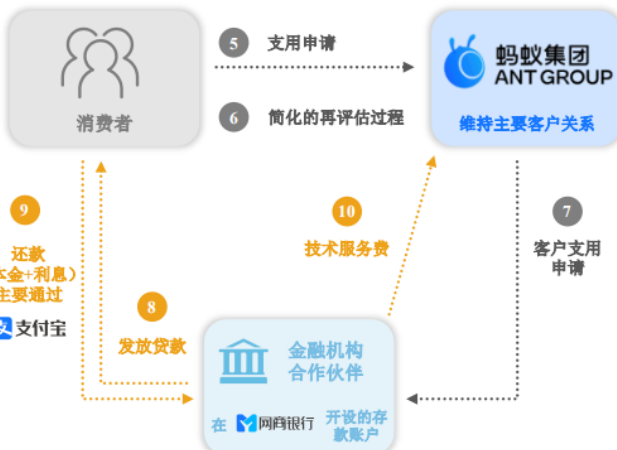 5 支用申请
蚂蚁集团
ANT GROUP
消费者
6 简化的再评估过程
维持主要客户关系
9
10
7
还款
技术服务费
客户支用
申请
本金+利息）
主要通过
8
支付宝
发放贷款
金融机构
合作伙伴
在 网商银行 开设的存
款账户